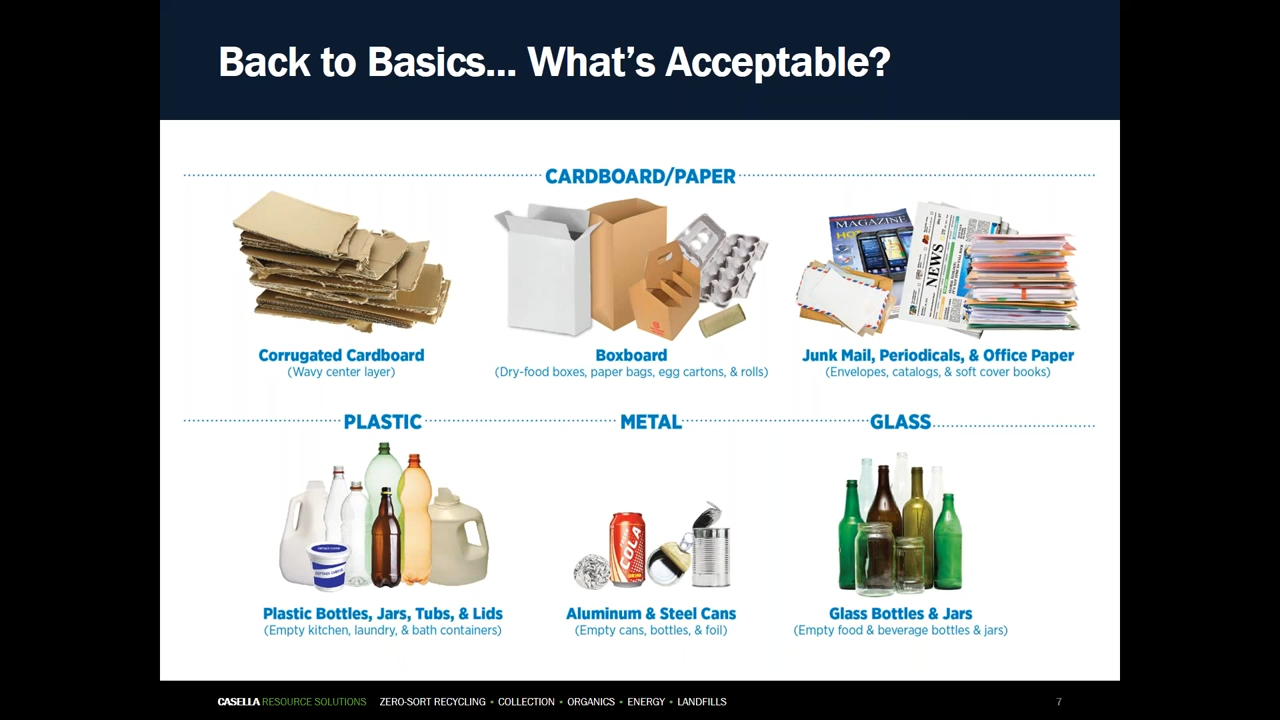 Back to Basics... What's Acceptable?
CARDBOARD/PAPER
MAGAZINE
NEWS
Corrugated Cardboard
(Wavy center layer)
Boxboard
(Dry-food boxes, paper bags, egg cartons, & rolls)
Junk Mail, Periodicals, & Office Paper
(Envelopes, catalogs, & soft cover books)
PLASTIC
METAL
GLASS
COLA
Plastic Bottles, Jars, Tubs, & Lids
(Empty kitchen, laundry, & bath containers)
Aluminum & Steel Cans
(Empty cans, bottles, & foil)
Glass Bottles & Jars
(Empty food & beverage bottles & jars)
CASELLA RESOURCE SOLUTIONS ZERO-SORT RECYCLING • COLLECTION • ORGANICS • ENERGY • LANDFILLS
7